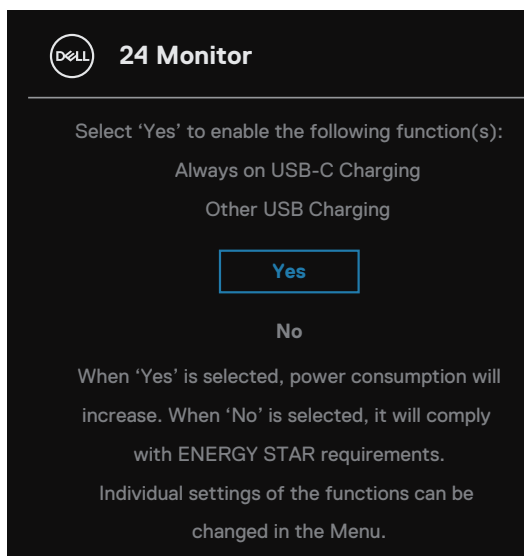 DELL
24 Monitor
Select ‘Yes’ to enable the following function(s):
Always on USB-C Charging
Other USB Charging
Yes
No
When ‘Yes’ is selected, power consumption will
increase. When ‘No’ is selected, it will comply
with ENERGY STAR requirements.
Individual settings of the functions can be
changed in the Menu.